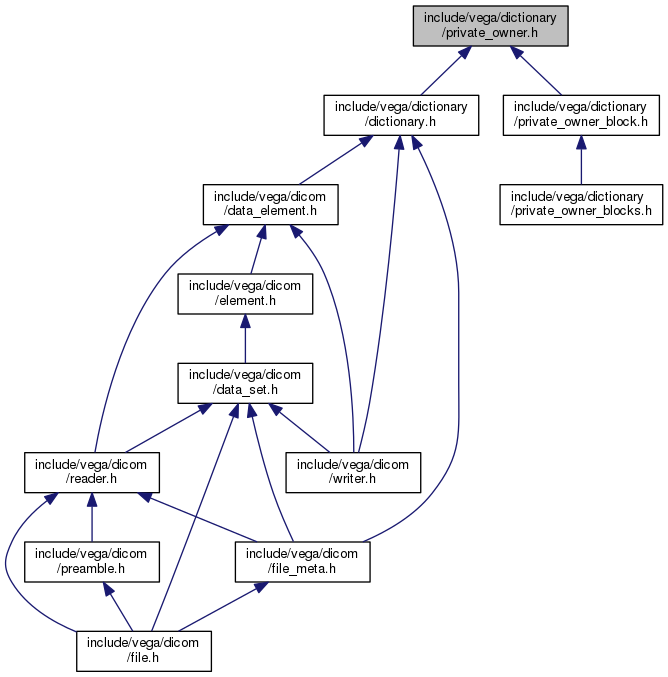 include/vega/dictionary
/private_owner.h
include/vega/dictionary
/dictionary.h
include/vega/dictionary
/private_owner_block.h
include/vega/dicom
/data_element.h
include/vega/dictionary
/private_owner_blocks.h
include/vega/dicom
/element.h
include/vega/dicom
/data_set.h
include/vega/dicom
/reader.h
include/vega/dicom
/writer.h
include/vega/dicom
/preamble.h
include/vega/dicom
/file_meta.h
include/vega/dicom
/file.h